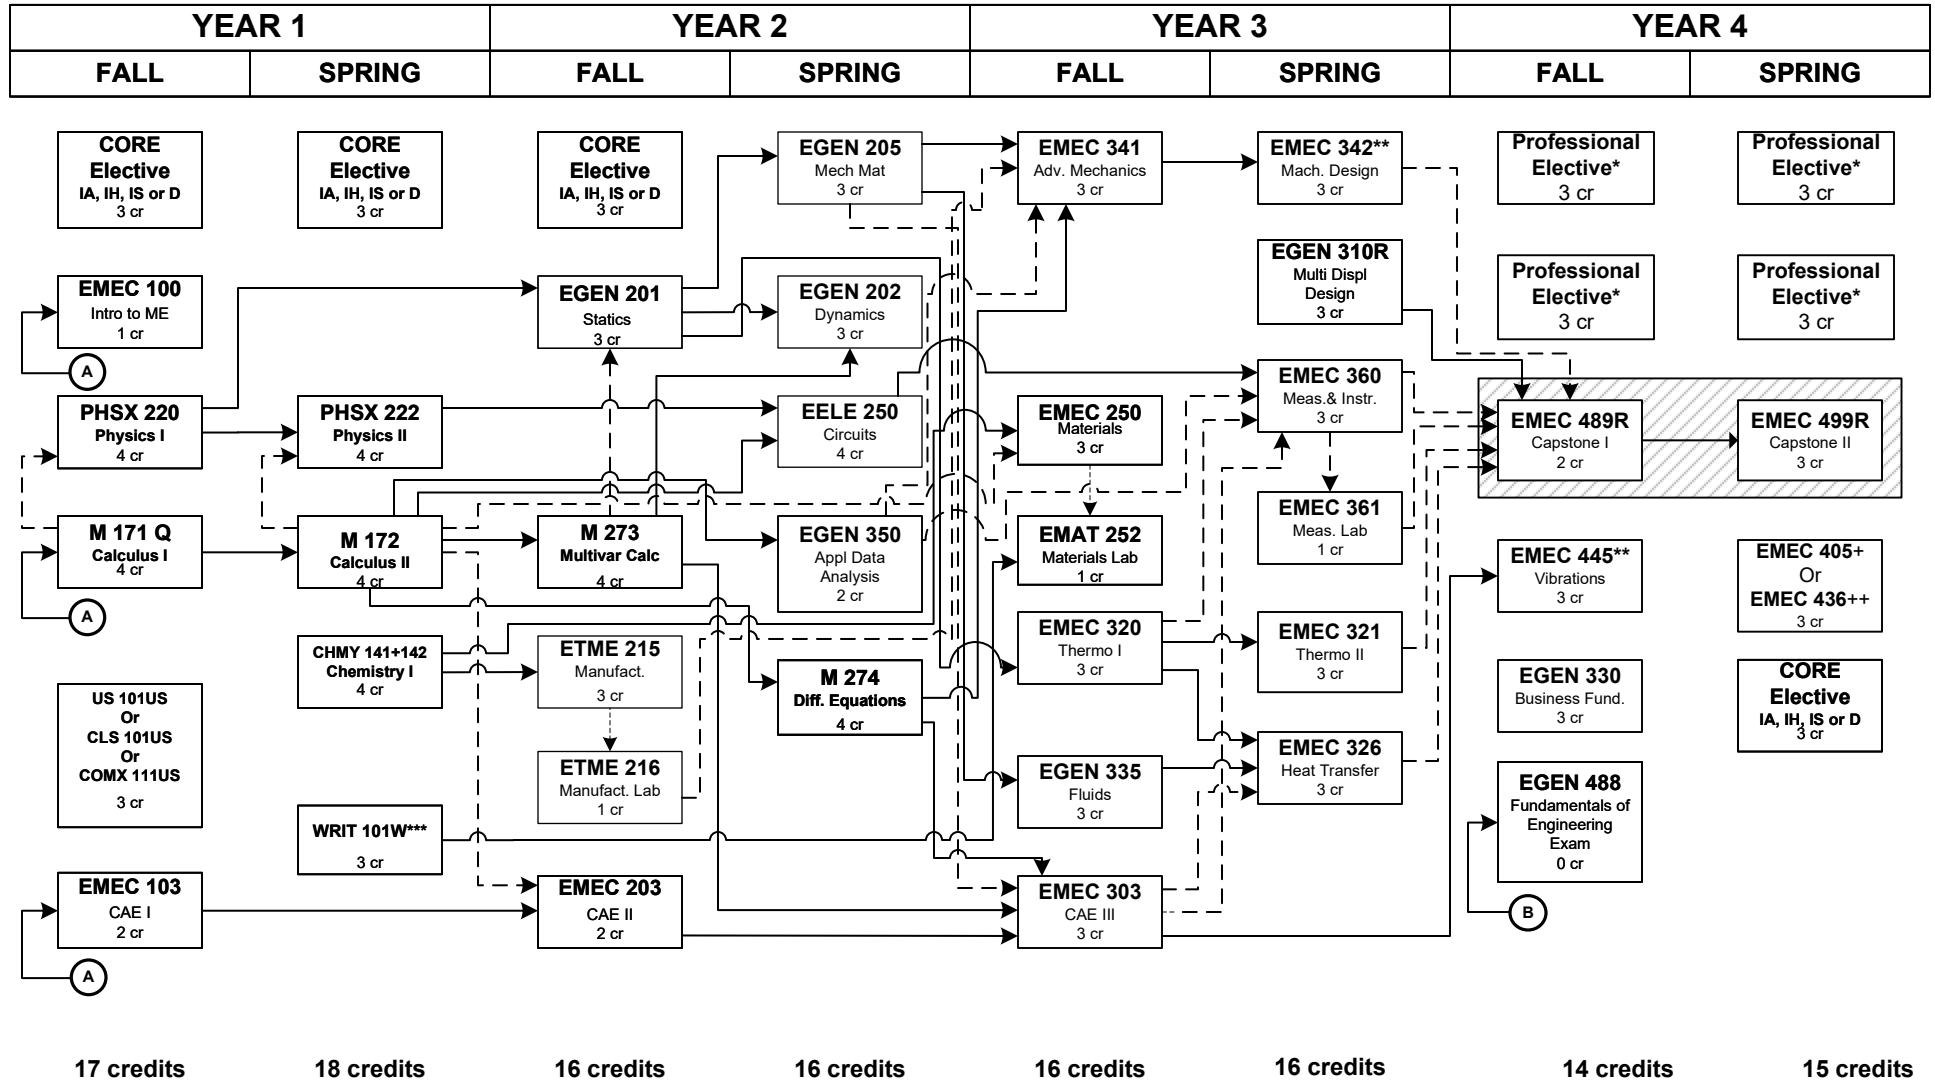 YEAR 1
YEAR 2
YEAR 3
YEAR 4
FALL
SPRING
FALL
SPRING
FALL
SPRING
FALL
SPRING
CORE
Elective
IA, IH, IS or D
3 cr
EMEC 100
Intro to ME
1 cr
A
PHSX 220
Physics I
4 cr
M 171 Q
Calculus I
4 cr
A
US 101US
Or
CLS 101US
Or
COMX 111US
3 cr
EMEC 103
CAE I
2 cr
A
CORE
Elective
IA, IH, IS or D
3 cr
PHSX 222
Physics II
4 cr
M 172
Calculus II
4 cr
CHMY 141+142
Chemistry I
4 cr
WRIT 101W***
3 cr
CORE
Elective
IA, IH, IS or D
3 cr
EGEN 201
Statics
3 cr
M 273
Multivar Calc
4 cr
ETME 215
Manufact.
3 cr
ETME 216
Manufact. Lab
1 cr
EMEC 203
CAE II
2 cr
EGEN 205
Mech Mat
3 cr
EGEN 202
Dynamics
3 cr
EELE 250
Circuits
4 cr
EGEN 350
Appl Data
Analysis
2 cr
M 274
Diff. Equations
4 cr
EMEC 341
Adv. Mechanics
3 cr
EMEC 250
Materials
3 cr
EMAT 252
Materials Lab
1 cr
EMEC 320
Thermo I
3 cr
EGEN 335
Fluids
3 cr
EMEC 303
CAE III
3 cr
EMEC 342**
Mach. Design
3 cr
EGEN 310R
Multi Displ
Design
3 cr
EMEC 360
Meas.& Instr.
3 cr
EMEC 361
Meas. Lab
1 cr
EMEC 321
Thermo II
3 cr
EMEC 326
Heat Transfer
3 cr
Professional
Elective*
3 cr
Professional
Elective*
3 cr
EMEC 489R
Capstone I
2 cr
EMEC 445**
Vibrations
3 cr
EGEN 330
Business Fund.
3 cr
EGEN 488
Fundamentals of
Engineering
Exam
0 cr
B
Professional
Elective*
3 cr
Professional
Elective*
3 cr
EMEC 499R
Capstone II
3 cr
EMEC 405+
Or
EMEC 436++
3 cr
CORE
Elective
IA, IH, IS or D
3 cr
17 credits
18 credits
16 credits
16 credits
16 credits
16 credits
14 credits
15 credits